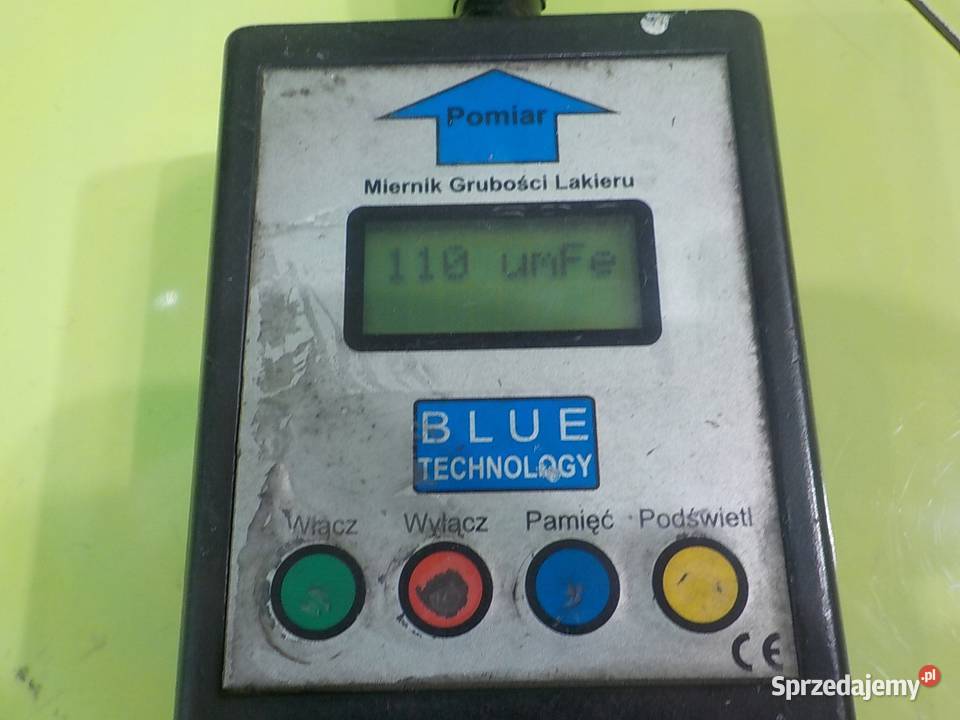 Pomiar
Miernik Grubości Lakieru
110 umFe
BLUE
TECHNOLOGY
Włącz Wyłącz Pamięć Podświetl
CE
Sprzedajemy.pl